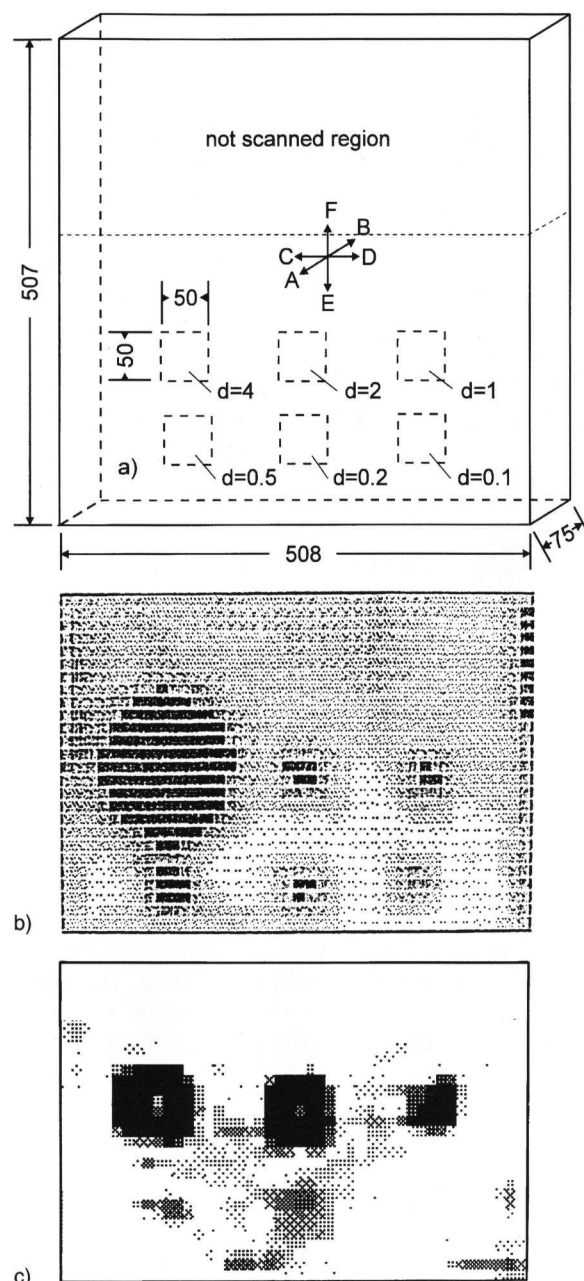 not scanned region
F
B
C D
A
E
507
50
50
d=4 d=2 d=1
a)
d=0.5 d=0.2 d=0.1
508
75
b)
c)